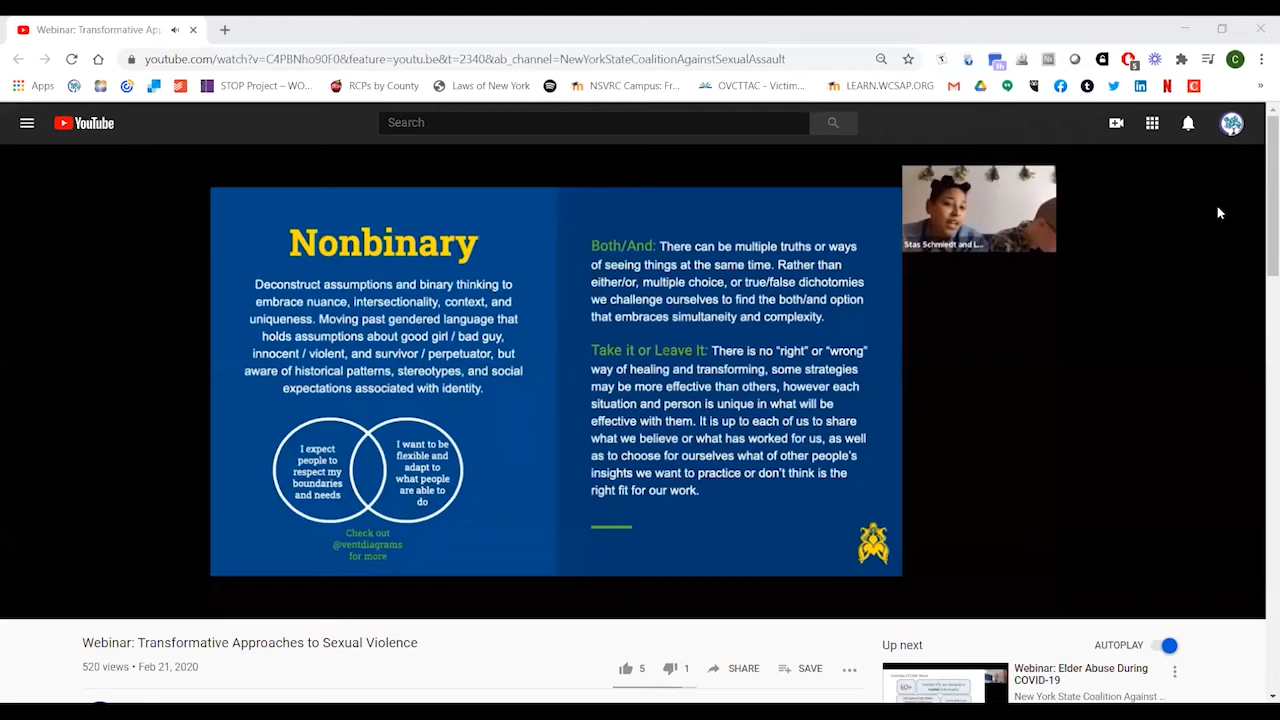 Webinar: Transformative Ap
youtube.com/watch?v=C4PBNho90F0&feature=youtube&t=2340&ab_channel=NewYorkStateCoalitionAgainstSexualAssault
3h
5
C
Apps
STOP Project – WO...
RCPs by County
Laws of New York
NSVRC Campus: Fr...
OVCTTAC - Victim...
LEARN.WCSAP.ORG
»
YouTube
Search
Nonbinary
Deconstruct assumptions and binary thinking to
embrace nuance, intersectionality, context, and
uniqueness. Moving past gendered language that
holds assumptions about good girl / bad guy,
innocent / violent, and survivor / perpetuator, but
aware of historical patterns, stereotypes, and social
expectations associated with identity.
I expect
people to
respect my
boundaries
and needs
I want to be
flexible and
adapt to
what people
are able to
do
Check out
@ventdiagrams
for more
Both/And: There can be multiple truths or ways
of seeing things at the same time. Rather than
either/or, multiple choice, or true/false dichotomies
we challenge ourselves to find the both/and option
that embraces simultaneity and complexity.
Take it or Leave It: There is no “right” or “wrong”
way of healing and transforming, some strategies
may be more effective than others, however each
situation and person is unique in what will be
effective with them. It is up to each of us to share
what we believe or what has worked for us, as well
as to choose for ourselves what of other people’s
insights we want to practice or don’t think is the
right fit for our work.
Stas Schmiedt and L...
Webinar: Transformative Approaches to Sexual Violence
520 views • Feb 21, 2020
5
1
SHARE
SAVE
Up next
AUTOPLAY
60+
Webinar: Elder Abuse During
COVID-19
New York State Coalition Against ...